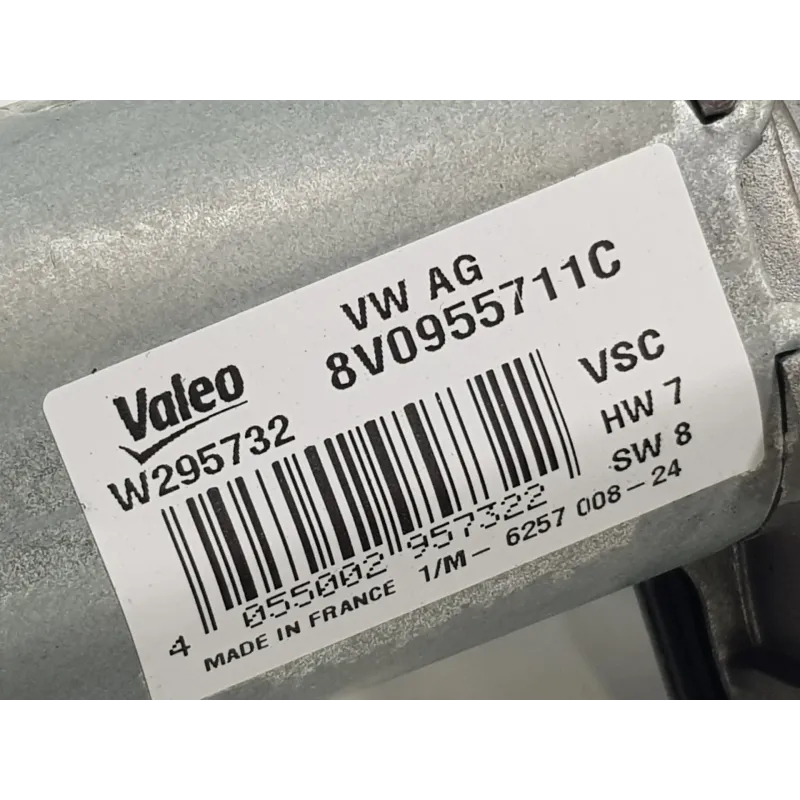 VW AG
8V0955711C
Valeo
W295732
VSC
HW 7
SW 8
4 055002 957322
MADE IN FRANCE 1/M- 6257 008-24